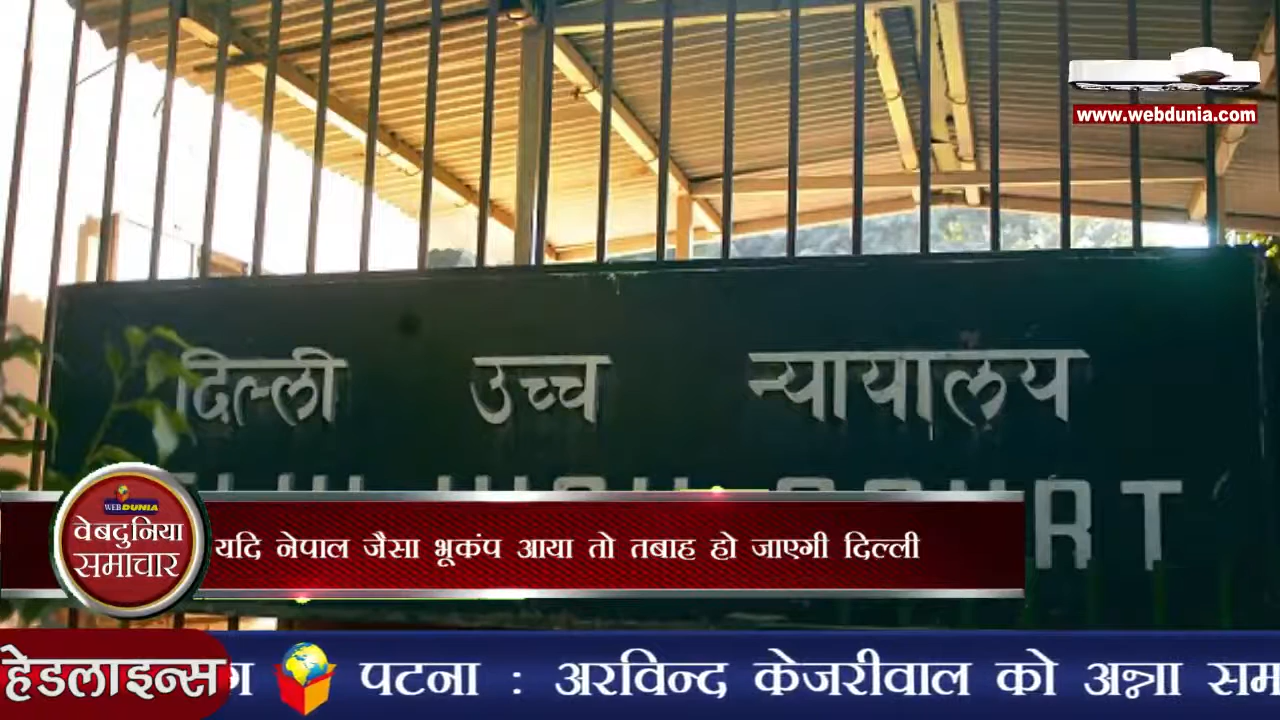 www.webdunia.com
दिल्ली उच्च न्यायालय
WEBDUNIA
वेबदुनिया
समाचार
यदि नेपाल जैसा भूकंप आया तो तबाह हो जाएगी दिल्ली
हेडलाइन्स
पटना : अरविन्द केजरीवाल को अन्ना सम